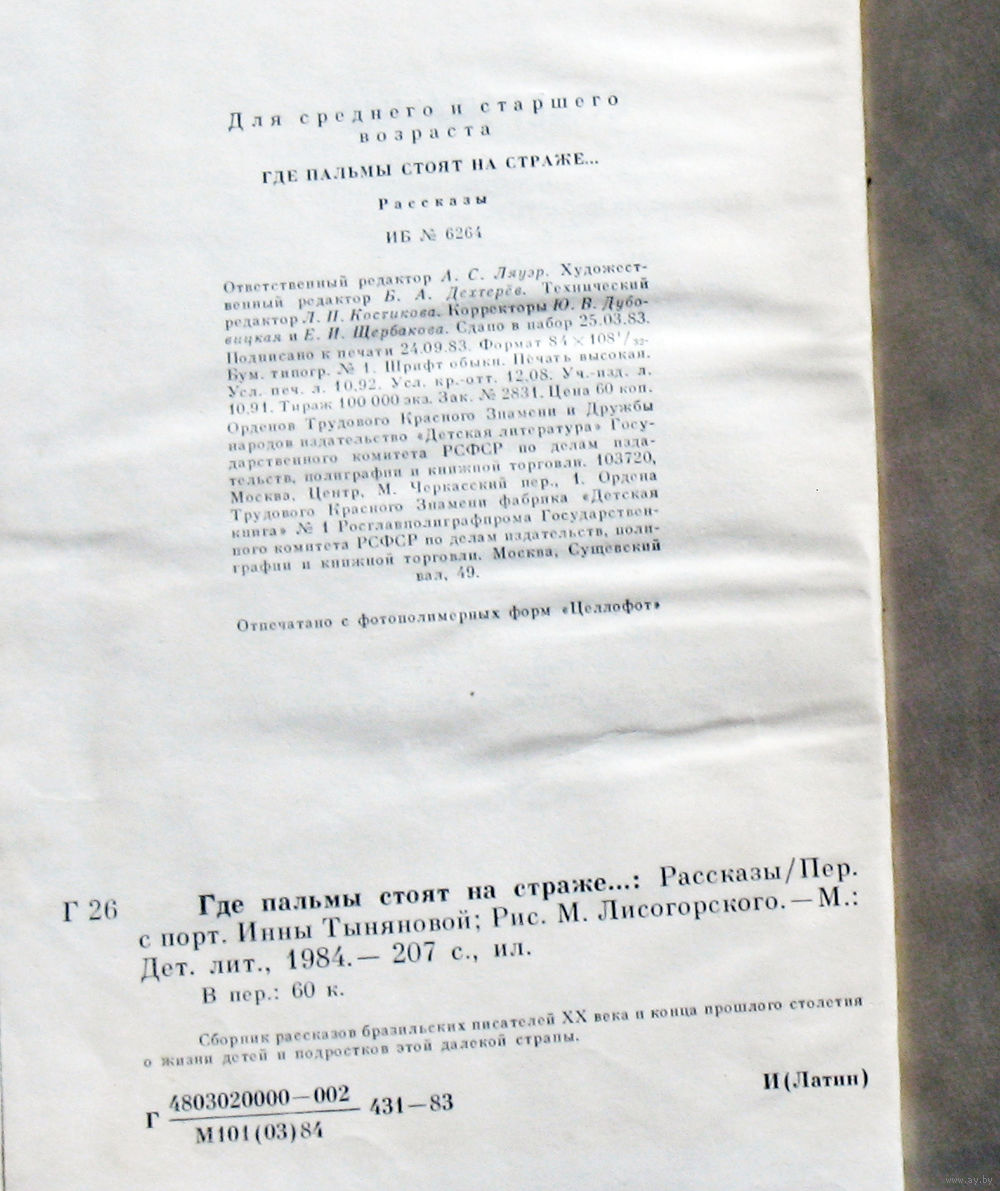 Для среднего и старшего
возраста
ГДЕ ПАЛЬМЫ СТОЯТ НА СТРАЖЕ...
Рассказы
ИБ № 6264
Ответственный редактор А. С. Ляуэр. Художест-
венный редактор Б. А. Дехтерёв. Технический
редактор Л. П. Костикова. Корректоры Ю. В. Дубо-
вицкая и Е. И. Щербакова. Сдано в набор 25.03.83.
Подписано к печати 24.09.83. Формат 84×108¹/₃₂.
Бум. типогр. № 1. Шрифт обыкн. Печать высокая.
Усл. печ. л. 10,92. Усл. кр.-отт. 12,08. Уч.-изд. л.
10,91. Тираж 100 000 экз. Зак. № 2831. Цена 60 коп.
Орденов Трудового Красного Знамени и Дружбы
народов издательство «Детская литература» Госу-
дарственного комитета РСФСР по делам изда-
тельств, полиграфии и книжной торговли. 103720,
Москва, Центр, М. Черкасский пер., 1. Ордена
Трудового Красного Знамени фабрика «Детская
книга» № 1 Росглавполиграфпрома Государствен-
ного комитета РСФСР по делам издательств, поли-
графии и книжной торговли. Москва, Сущевский
вал, 49.
Отпечатано с фотополимерных форм «Целлофот»
Г 26 Где пальмы стоят на страже...: Рассказы/Пер.
с порт. Инны Тыняновой; Рис. М. Лисогорского. — М.:
Дет. лит., 1984. — 207 с., ил.
В пер.: 60 к.
Сборник рассказов бразильских писателей XX века и конца прошлого столетия
о жизни детей и подростков этой далекой страны.
Г 4803020000—002 431—83
М101(03)84
И(Латин)
www.ay.by